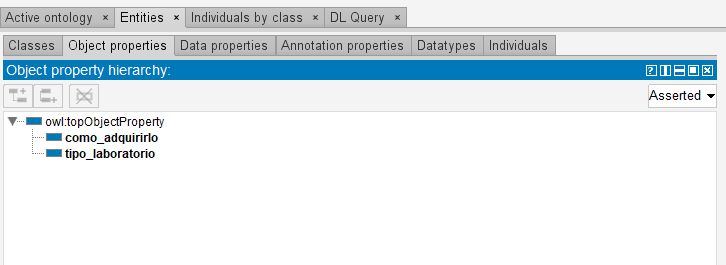 Active ontology × Entities × Individuals by class × DL Query ×
Classes Object properties Data properties Annotation properties Datatypes Individuals
Object property hierarchy:
Asserted
owl:topObjectProperty
como_adquirirlo
tipo_laboratorio